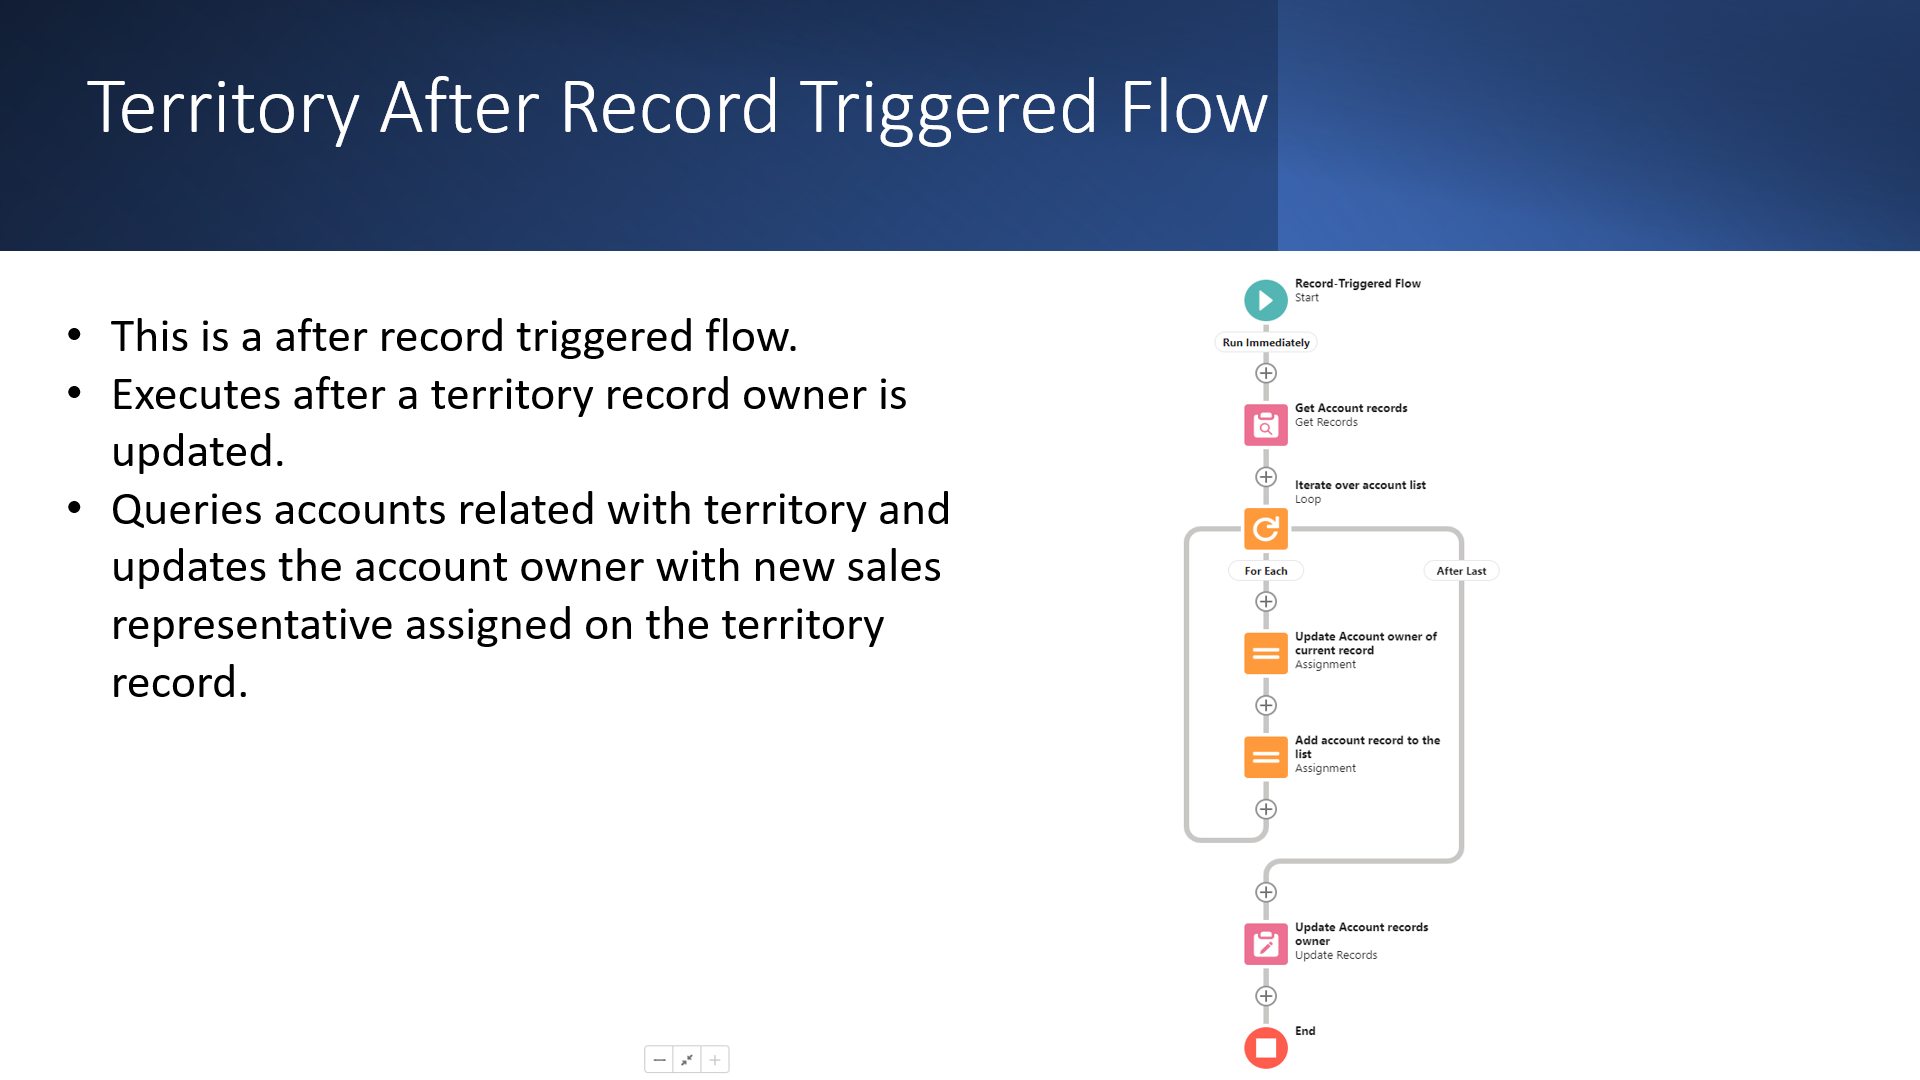 Territory After Record Triggered Flow
• This is a after record triggered flow.
• Executes after a territory record owner is
updated.
• Queries accounts related with territory and
updates the account owner with new sales
representative assigned on the territory
record.
Record-Triggered Flow
Start
Run Immediately
Get Account records
Get Records
Iterate over account list
Loop
For Each
After Last
Update Account owner of
current record
Assignment
Add account record to the
list
Assignment
Update Account records
owner
Update Records
End